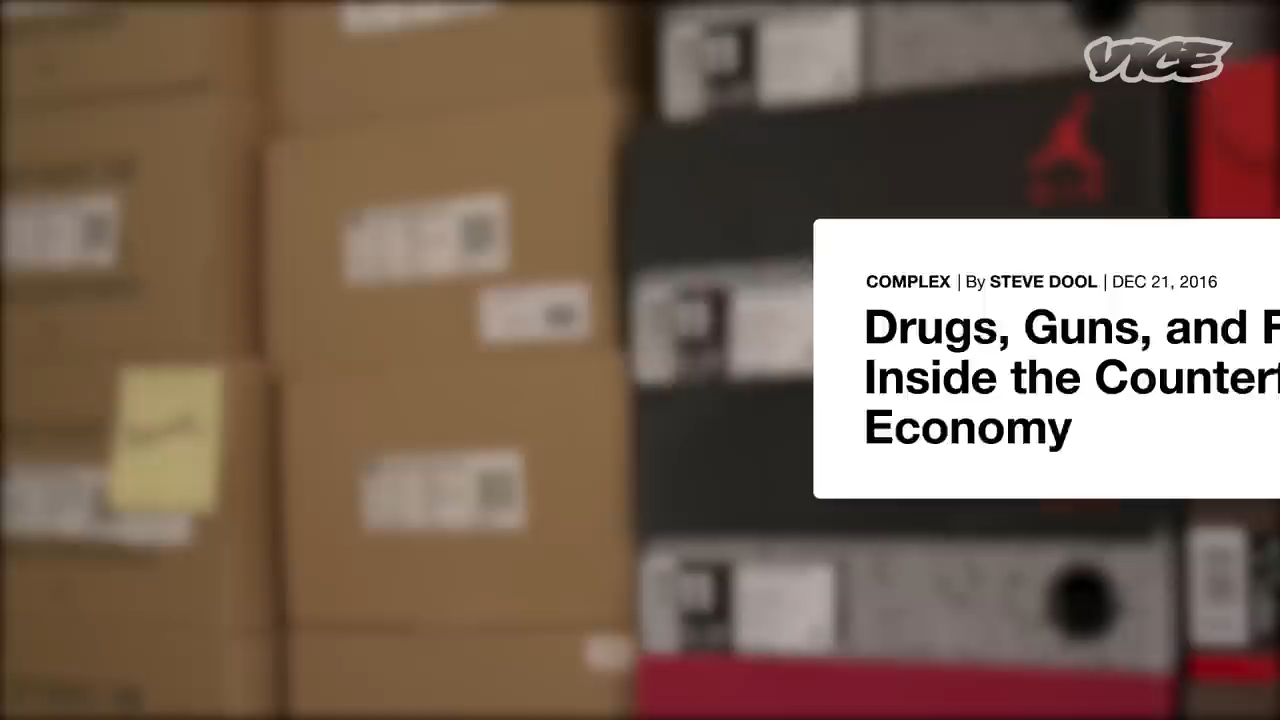 VICE
COMPLEX | By STEVE DOOL | DEC 21, 2016
Drugs, Guns, and
Inside the Counter
Economy